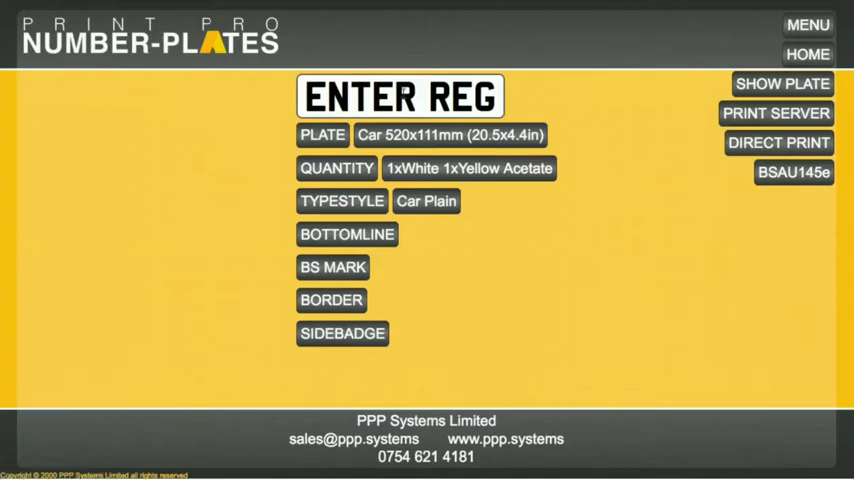 PRINT PRO
NUMBER-PLATES
MENU
HOME
SHOW PLATE
PRINT SERVER
DIRECT PRINT
BSAU145e
ENTER REG
PLATE Car 520x111mm (20.5x4.4in)
QUANTITY 1xWhite 1xYellow Acetate
TYPESTYLE Car Plain
BOTTOMLINE
BS MARK
BORDER
SIDEBADGE
PPP Systems Limited
sales@ppp.systems www.ppp.systems
0754 621 4181
Copyright © 2000 PPP Systems Limited all rights reserved